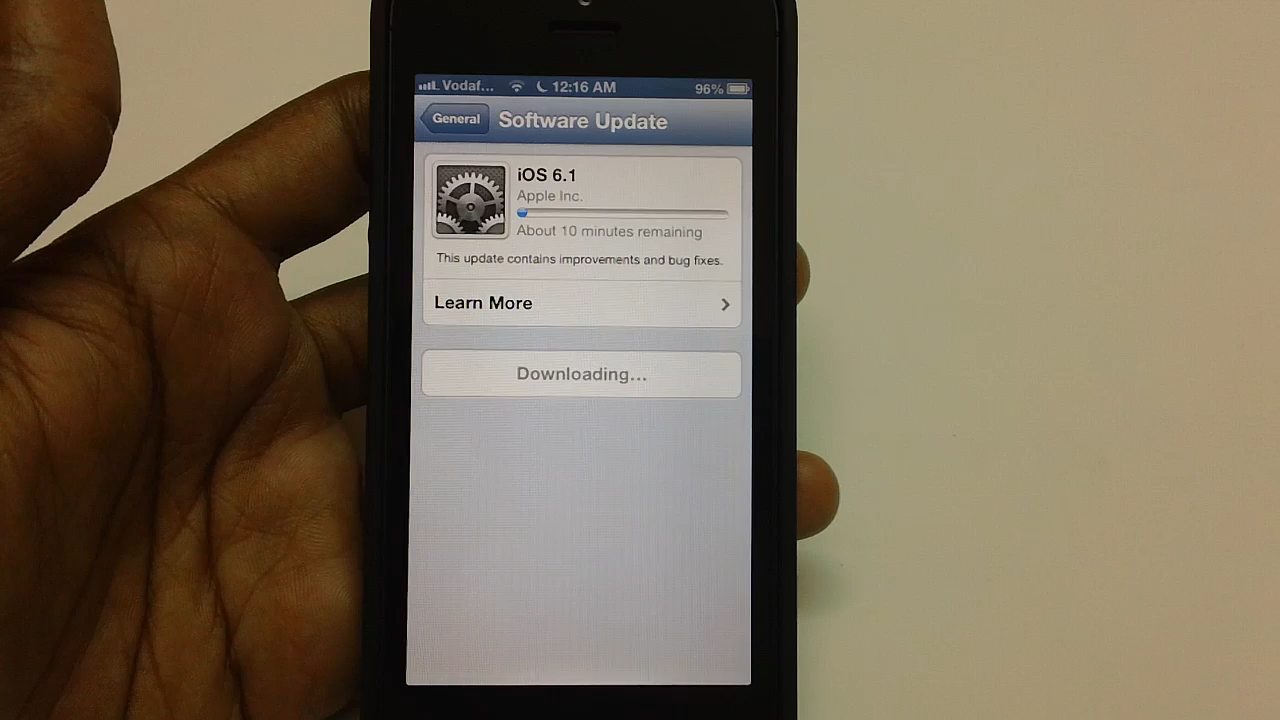 Vodaf... 12:16 AM 96%
General Software Update
iOS 6.1
Apple Inc.
About 10 minutes remaining
This update contains improvements and bug fixes.
Learn More
Downloading...